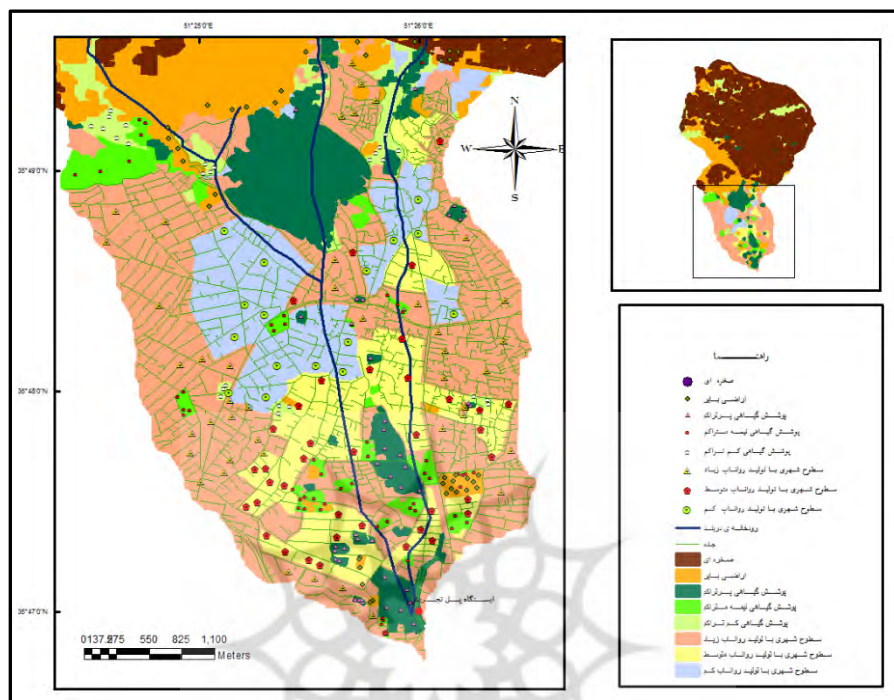 51°25'0"E
51°26'0"E
N
W
E
S
35°49'0"N
35°48'0"N
35°47'0"N
ایستگاه پل تجریش
0137.5275 550 825 1,100
Meters
راهنما
صخره ای
اراضی بایر
پوشش گیاهی پرتراکم
پوشش گیاهی نیمه متراکم
پوشش گیاهی کم تراکم
سطوح شهری با تولید رواناب زیاد
سطوح شهری با تولید رواناب متوسط
سطوح شهری با تولید رواناب کم
رودخانه ی دربند
جاده
صخره ای
اراضی بایر
پوشش گیاهی پرتراکم
پوشش گیاهی نیمه متراکم
پوشش گیاهی کم تراکم
سطوح شهری با تولید رواناب زیاد
سطوح شهری با تولید رواناب متوسط
سطوح شهری با تولید رواناب کم